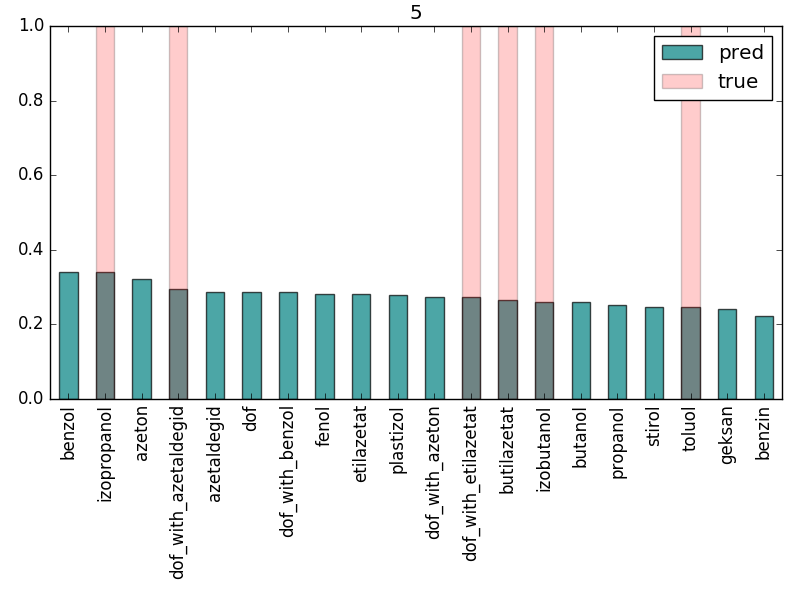 5
pred
true
1.0
0.8
0.6
0.4
0.2
0.0
benzol
izopropanol
azeton
dof_with_azetaldegid
azetaldegid
dof
dof_with_benzol
fenol
etilazetat
plastizol
dof_with_azeton
dof_with_etilazetat
butilazetat
izobutanol
butanol
propanol
stirol
toluol
geksan
benzin